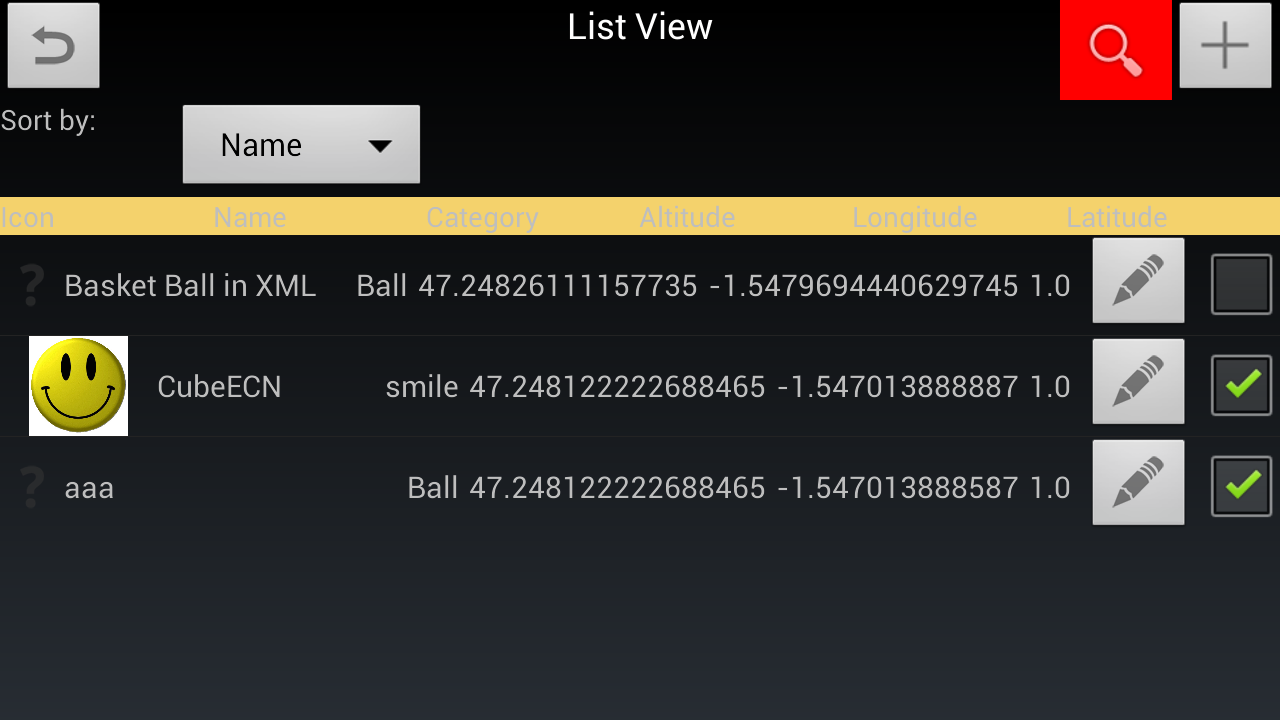 List View
Sort by:
Name
Icon Name Category Altitude Longitude Latitude
? Basket Ball in XML Ball 47.24826111157735 -1.5479694440629745 1.0
CubeECN smile 47.248122222688465 -1.547013888887 1.0
? aaa Ball 47.248122222688465 -1.547013888587 1.0